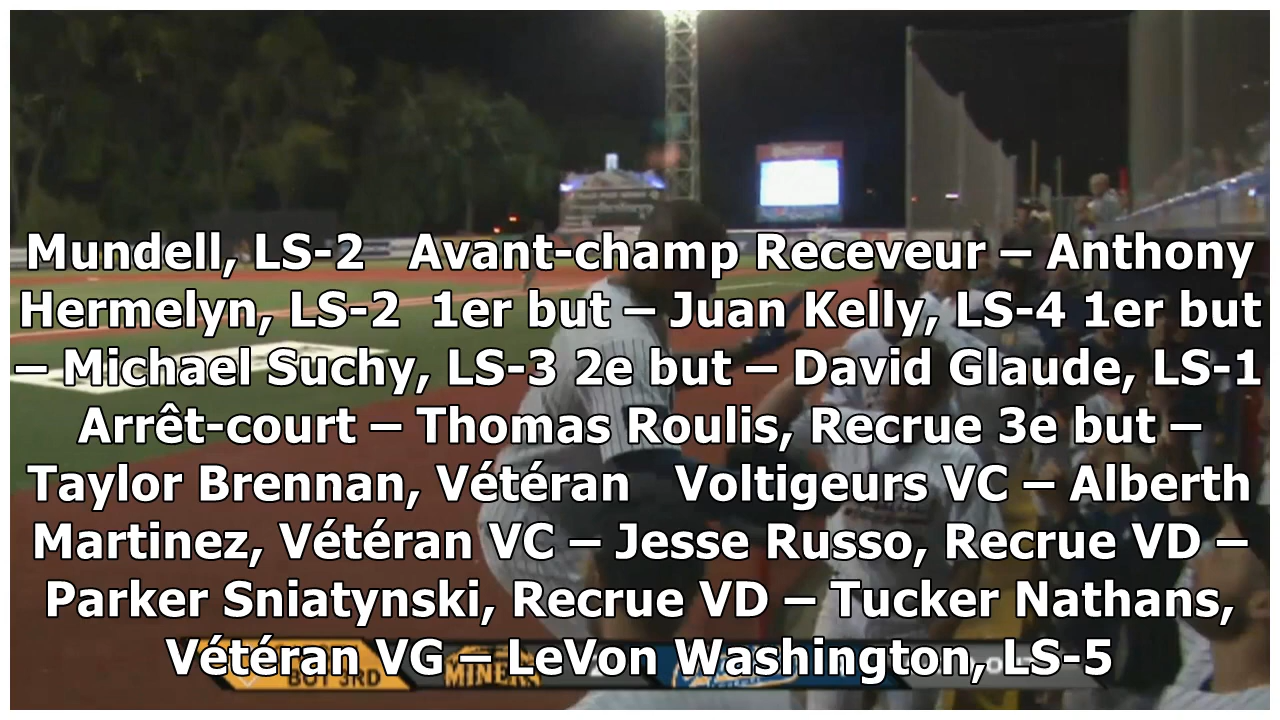 Mundell, LS-2 Avant-champ Receveur – Anthony
Hermelyn, LS-2 1er but – Juan Kelly, LS-4 1er but
– Michael Suchy, LS-3 2e but – David Glaude, LS-1
Arrêt-court – Thomas Roulis, Recrue 3e but –
Taylor Brennan, Vétéran Voltigeurs VC – Alberth
Martinez, Vétéran VC – Jesse Russo, Recrue VD –
Parker Sniatynski, Recrue VD – Tucker Nathans,
Vétéran VG – LeVon Washington, LS-5
BOT 3RD MINERS